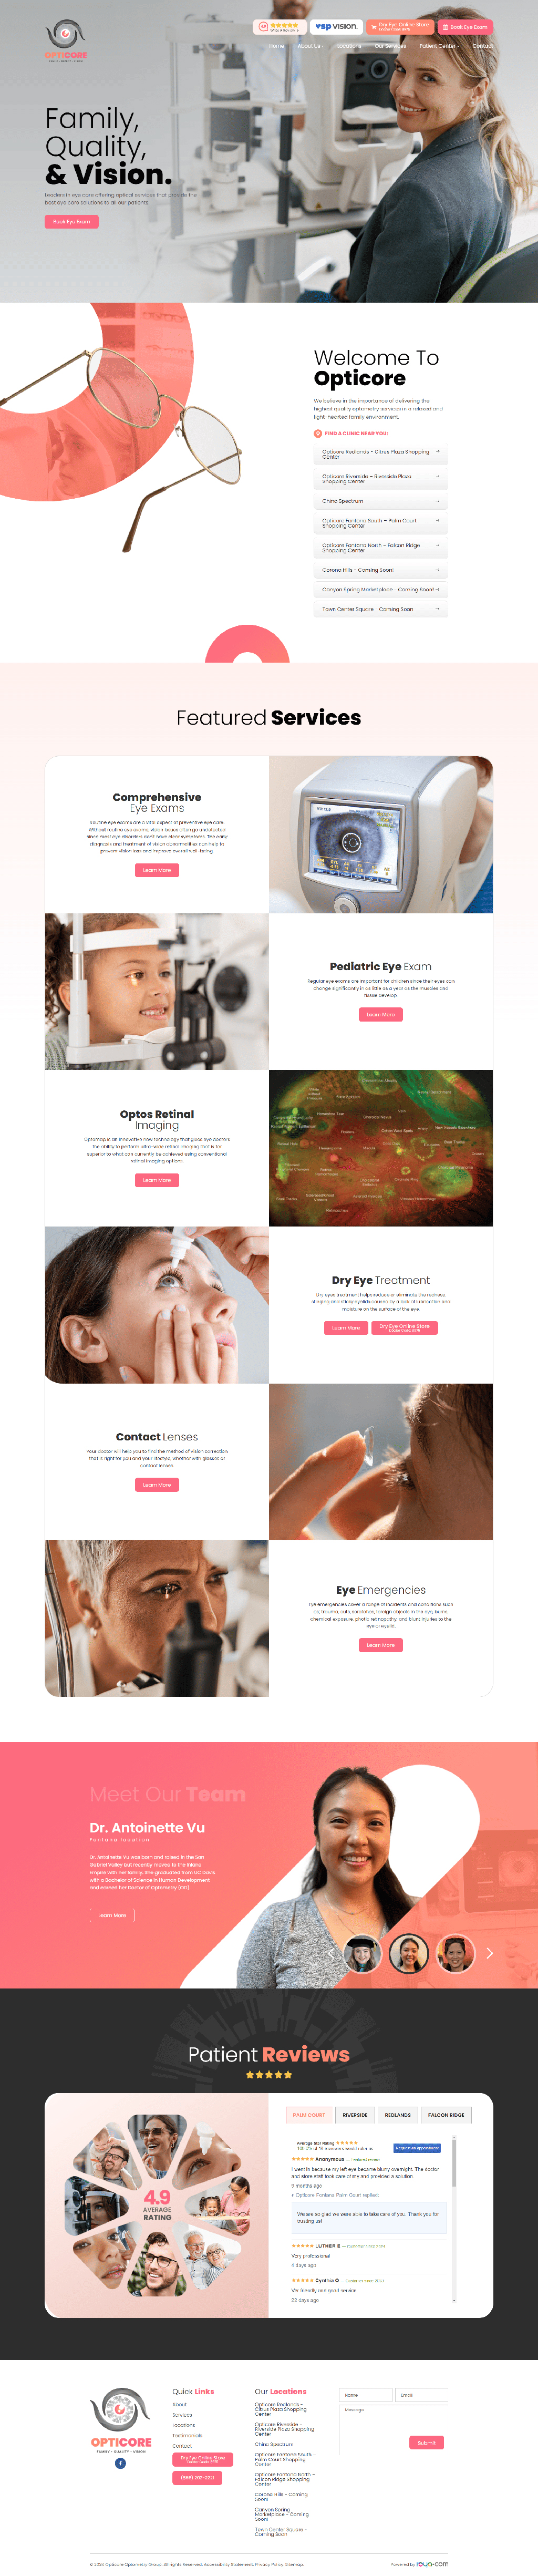 OPTICORE
vsp vision
Dry Eye Online Store
Book Eye Exam
Home
About Us
Locations
Our Services
Patient Center
Contact
Family,
Quality,
& Vision.
Leaders in eye care offering optical services that provide the
best eye care solutions to all our patients.
Book Eye Exam
Welcome To
Opticore
We believe in the importance of delivering the
highest quality optometry services in a relaxed and
light-hearted family environment.
FIND A CLINIC NEAR YOU:
Opticore Redlands – Citrus Plaza Shopping
Center
Opticore Riverside – Riverside Plaza
Shopping Center
Chino Spectrum
Opticore Fontana South – Palm Court
Shopping Center
Opticore Fontana North – Falcon Ridge
Shopping Center
Corona Hills - Coming Soon!
Canyon Spring Marketplace - Coming Soon!
Town Center Square - Coming Soon
Featured Services
Comprehensive
Eye Exams
Routine eye exams are a vital aspect of preventive eye care.
Without routine eye exams, vision issues often go undetected
since most eye disorders don't have clear symptoms. The early
diagnosis and treatment of vision abnormalities can help to
prevent vision loss and improve overall well-being.
Learn More
Pediatric Eye Exam
Regular eye exams are important for children since their eyes can
change significantly in as little as a year as the muscles and
tissue develop.
Learn More
Optos Retinal
Imaging
Optomap is an innovative new technology that gives eye doctors
the ability to perform ultra-wide retinal imaging that is far
superior to what can currently be achieved using conventional
retinal imaging options.
Learn More
Dry Eye Treatment
Dry eyes treatment helps reduce or eliminate the redness,
stinging and itchy eyelids caused by a lack of lubrication and
moisture on the surface of the eye.
Learn More
Dry Eye Online Store
Contact Lenses
Your doctor will help you to find the method of vision correction
that is right for you and your lifestyle, whether with glasses or
contact lenses.
Learn More
Eye Emergencies
Eye emergencies cover a range of incidents and conditions such
as; trauma, cuts, scratches, foreign objects in the eye, burns,
chemical exposure, photic retinopathy, and blunt injuries to the
eye or eyelid.
Learn More
Meet Our Team
Dr. Antoinette Vu
Fontana location
Dr. Antoinette Vu was born and raised in the San
Gabriel Valley but recently moved to the Inland
Empire with her family. She graduated from UC Davis
with a Bachelor of Science in Human Development
and earned her Doctor of Optometry (OD).
Learn More
Patient Reviews
4.9
AVERAGE
RATING
PALM COURT
RIVERSIDE
REDLANDS
FALCON RIDGE
Average Star Rating
Anonymous
I went in because my left eye became blurry overnight. The doctor
and store staff took care of my and provided a solution.
9 months ago
Opticore Fontana Palm Court replied:
We are so glad we were able to take care of you. Thank you for
trusting us!
LUTHER S
Very professional
Cynthia O
Ver friendly and good service
22 days ago
OPTICORE
FAMILY • QUALITY • VISION
Quick Links
About
Services
Locations
Testimonials
Contact
Dry Eye Online Store
Our Locations
Opticore Redlands –
Citrus Plaza Shopping
Center
Opticore Riverside –
Riverside Plaza Shopping
Center
Chino Spectrum
Opticore Fontana South –
Palm Court Shopping
Center
Opticore Fontana North –
Falcon Ridge Shopping
Center
Corona Hills - Coming
Soon!
Canyon Spring
Marketplace - Coming
Soon!
Town Center Square -
Coming Soon
Name
Email
Message
Submit
© 2024 Opticore Optometry Group. All rights Reserved. Accessibility Statement, Privacy Policy Sitemap.
Powered by roya.com